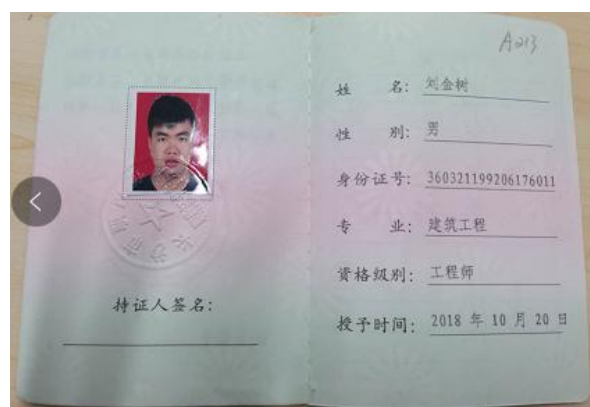 A213
姓 名: 刘金树
性 别: 男
身份证号: 360321199206176011
专 业: 建筑工程
资格级别: 工程师
授予时间: 2018 年 10 月 20 日
持证人签名: